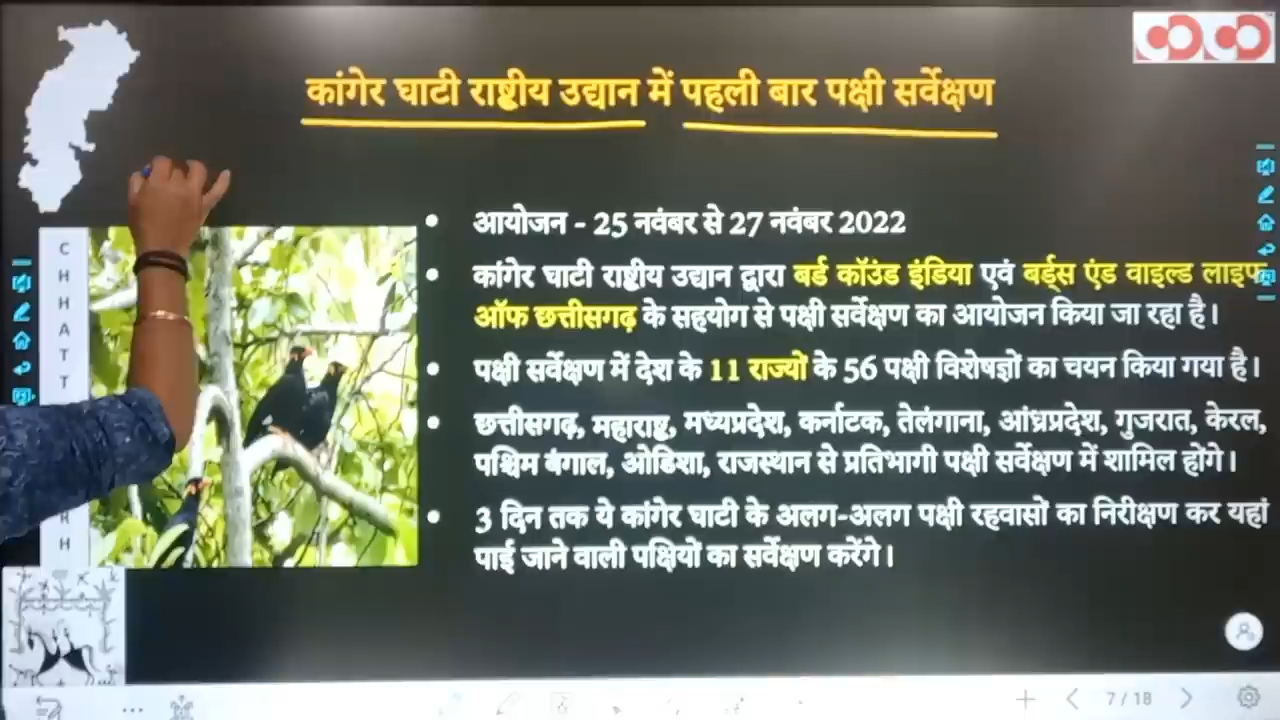 कांगेर घाटी राष्ट्रीय उद्यान में पहली बार पक्षी सर्वेक्षण
• आयोजन - 25 नवंबर से 27 नवंबर 2022
• कांगेर घाटी राष्ट्रीय उद्यान द्वारा बर्ड कॉउंड इंडिया एवं बर्ड्स एंड वाइल्ड लाइफ
ऑफ छत्तीसगढ़ के सहयोग से पक्षी सर्वेक्षण का आयोजन किया जा रहा है।
• पक्षी सर्वेक्षण में देश के 11 राज्यों के 56 पक्षी विशेषज्ञों का चयन किया गया है।
• छत्तीसगढ़, महाराष्ट्र, मध्यप्रदेश, कर्नाटक, तेलंगाना, आंध्रप्रदेश, गुजरात, केरल,
पश्चिम बंगाल, ओडिशा, राजस्थान से प्रतिभागी पक्षी सर्वेक्षण में शामिल होंगे।
• 3 दिन तक ये कांगेर घाटी के अलग-अलग पक्षी रहवासों का निरीक्षण कर यहां
पाई जाने वाली पक्षियों का सर्वेक्षण करेंगे।
C
H
H
A
T
T
R
H
7 / 18